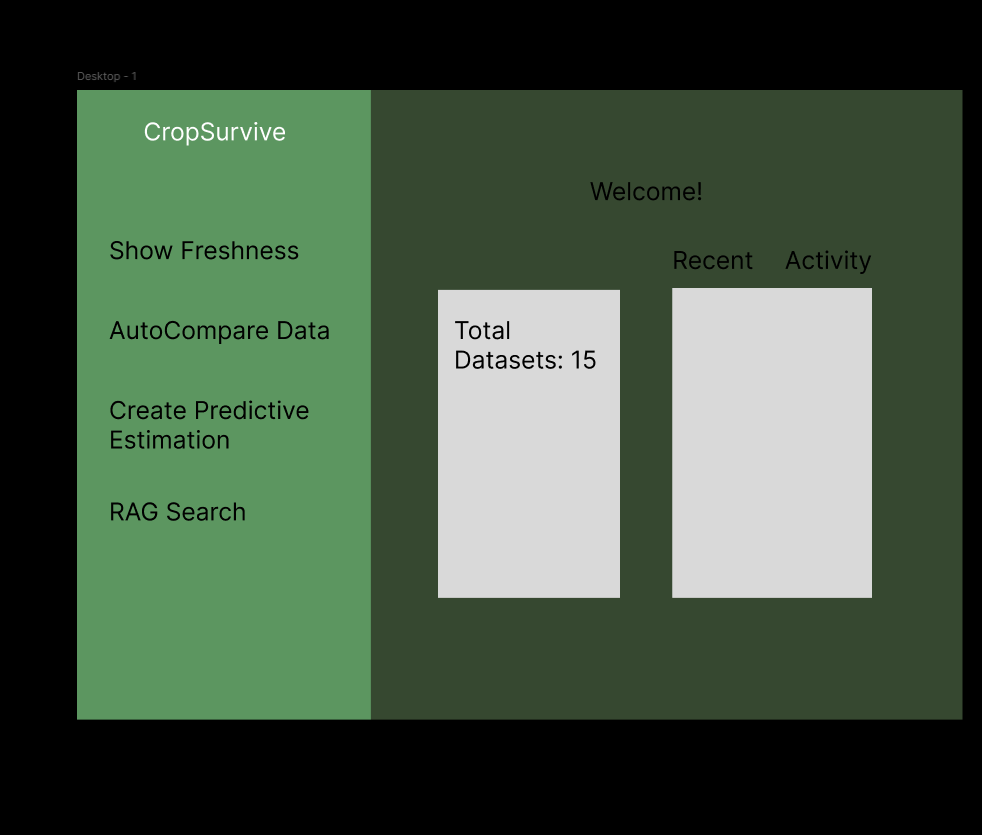 Desktop - 1
CropSurvive
Show Freshness
AutoCompare Data
Create Predictive
Estimation
RAG Search
Welcome!
Recent Activity
Total
Datasets: 15